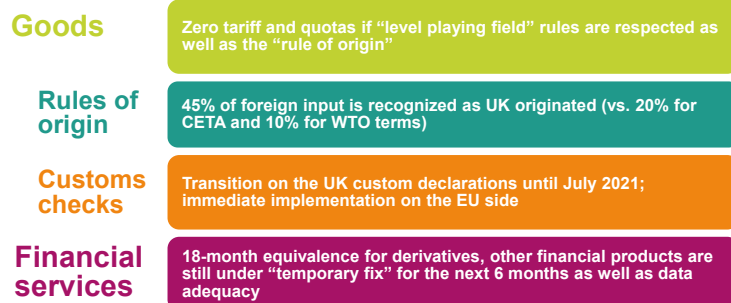 Goods
Zero tariff and quotas if “level playing field” rules are respected as
well as the “rule of origin”
Rules of
origin
45% of foreign input is recognized as UK originated (vs. 20% for
CETA and 10% for WTO terms)
Customs
checks
Transition on the UK custom declarations until July 2021;
immediate implementation on the EU side
Financial
services
18-month equivalence for derivatives, other financial products are
still under “temporary fix” for the next 6 months as well as data
adequacy